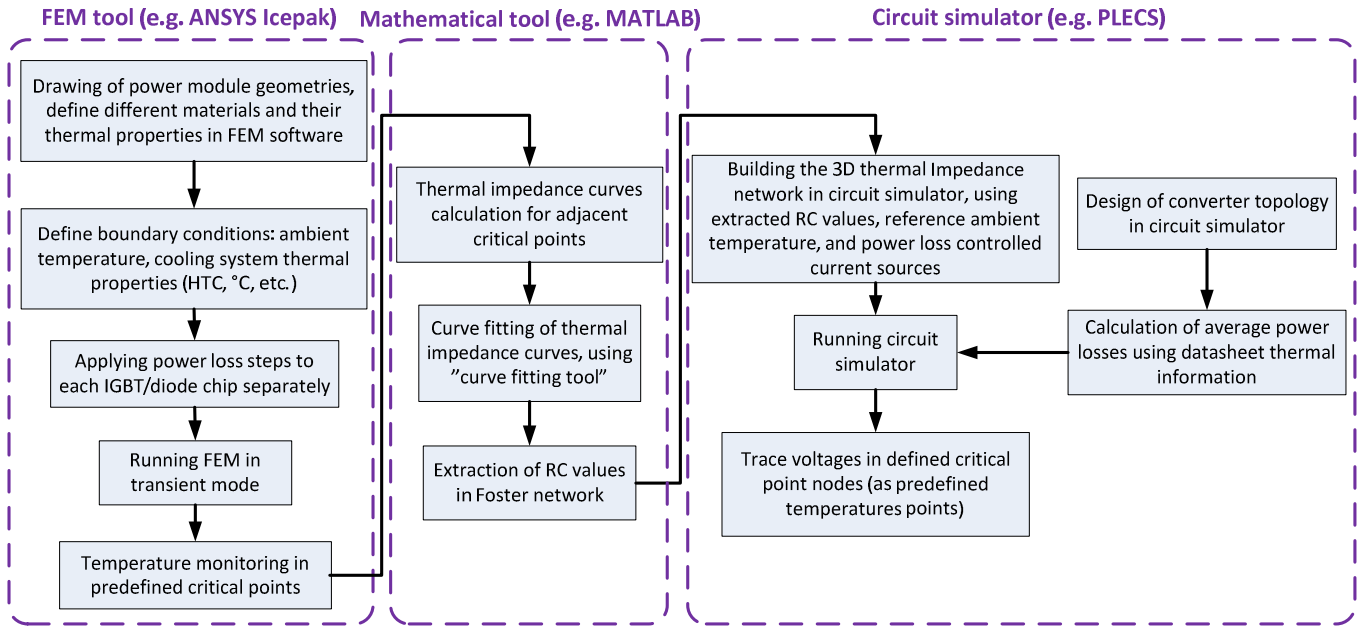 FEM tool (e.g. ANSYS Icepak)
Drawing of power module geometries,
define different materials and their
thermal properties in FEM software
Define boundary conditions: ambient
temperature, cooling system thermal
properties (HTC, °C, etc.)
Applying power loss steps to
each IGBT/diode chip separately
Running FEM in
transient mode
Temperature monitoring in
predefined critical points
Mathematical tool (e.g. MATLAB)
Thermal impedance curves
calculation for adjacent
critical points
Curve fitting of thermal
impedance curves, using
”curve fitting tool”
Extraction of RC values
in Foster network
Circuit simulator (e.g. PLECS)
Building the 3D thermal Impedance
network in circuit simulator, using
extracted RC values, reference ambient
temperature, and power loss controlled
current sources
Design of converter topology
in circuit simulator
Running circuit
simulator
Calculation of average power
losses using datasheet thermal
information
Trace voltages in defined critical
point nodes (as predefined
temperatures points)